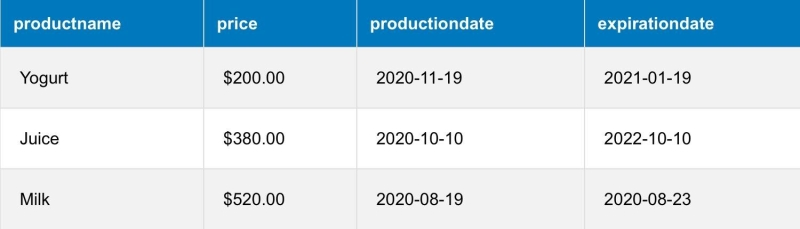 productname price productiondate expirationdate
Yogurt $200.00 2020-11-19 2021-01-19
Juice $380.00 2020-10-10 2022-10-10
Milk $520.00 2020-08-19 2020-08-23